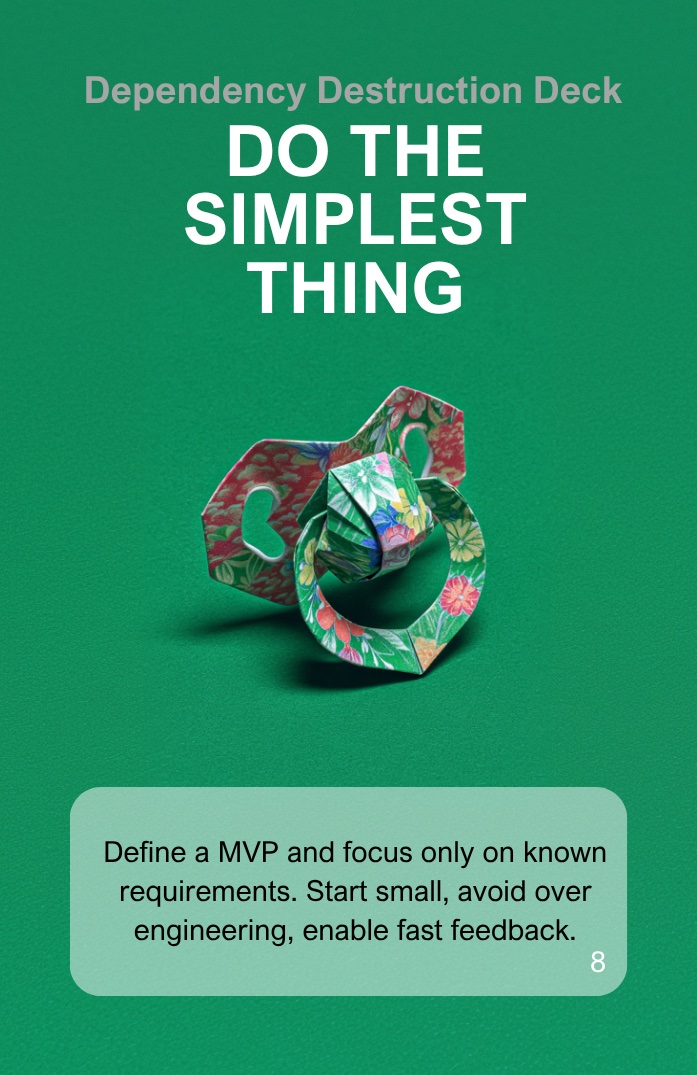 Dependency Destruction Deck
DO THE
SIMPLEST
THING
Define a MVP and focus only on known
requirements. Start small, avoid over
engineering, enable fast feedback.
8